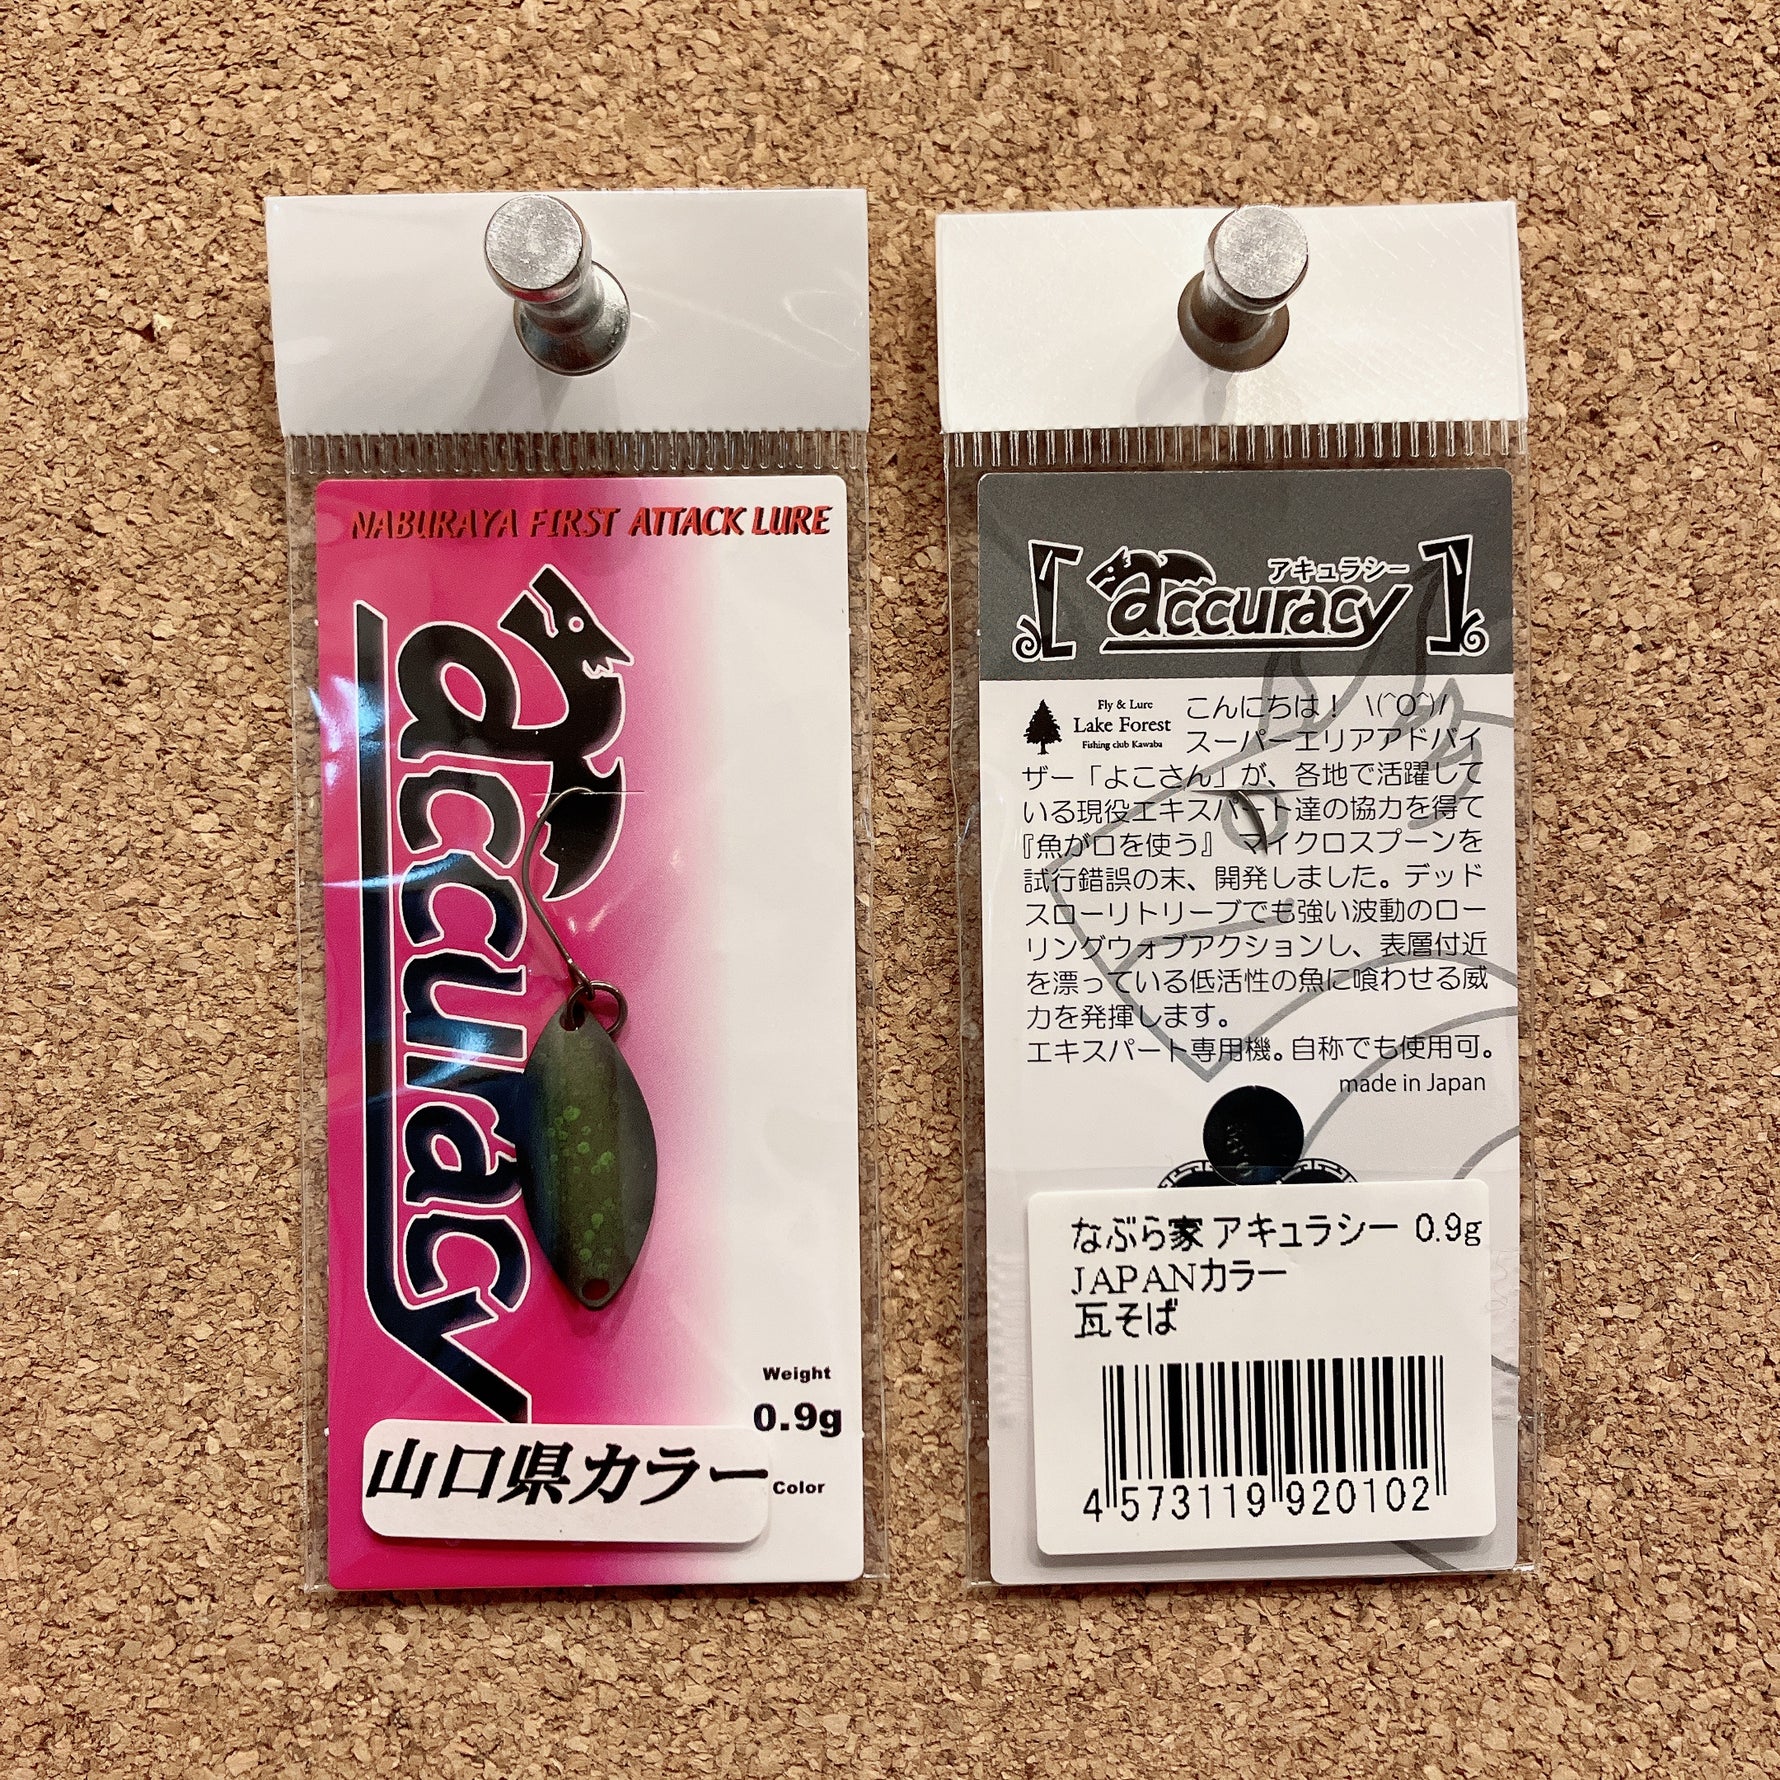 NABURAYA FIRST ATTACK LURE
accuracy
Weight
0.9g
Color
山口県カラー
アキュラシー
accuracy
Fly & Lure
Lake Forest
Fishing club Kawaba
こんにちは！ \(^O^)/
スーパーエリアアドバイ
ザー「よこさん」が、各地で活躍して
いる現役エキスパート達の協力を得て
『魚が口を使う』 マイクロスプーンを
試行錯誤の末、開発しました。デッド
スローリトリーブでも強い波動のロー
リングウォブアクションし、表層付近
を漂っている低活性の魚に喰わせる威
力を発揮します。
エキスパート専用機。自称でも使用可。
made in Japan
なぶら家 アキュラシー 0.9g
JAPANカラー
瓦そば
4 573119 920102